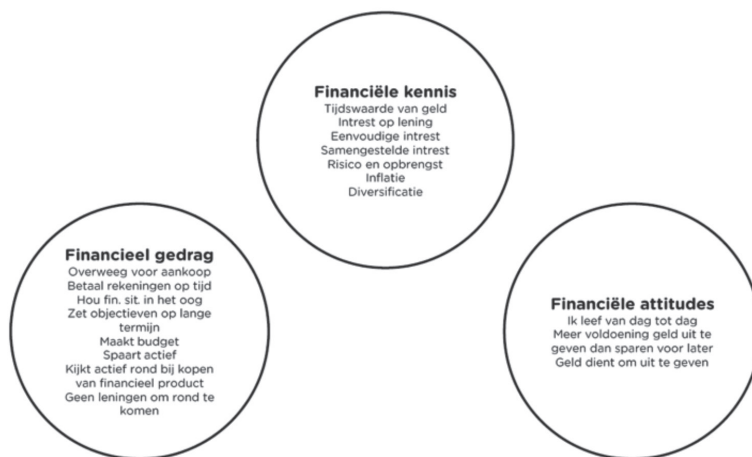 Financiële kennis
Tijdswaarde van geld
Intrest op lening
Eenvoudige intrest
Samengestelde intrest
Risico en opbrengst
Inflatie
Diversificatie
Financieel gedrag
Overweeg voor aankoop
Betaal rekeningen op tijd
Hou fin. sit. in het oog
Zet objectieven op lange
termijn
Maakt budget
Spaart actief
Kijkt actief rond bij kopen
van financieel product
Geen leningen om rond te
komen
Financiële attitudes
Ik leef van dag tot dag
Meer voldoening geld uit te
geven dan sparen voor later
Geld dient om uit te geven